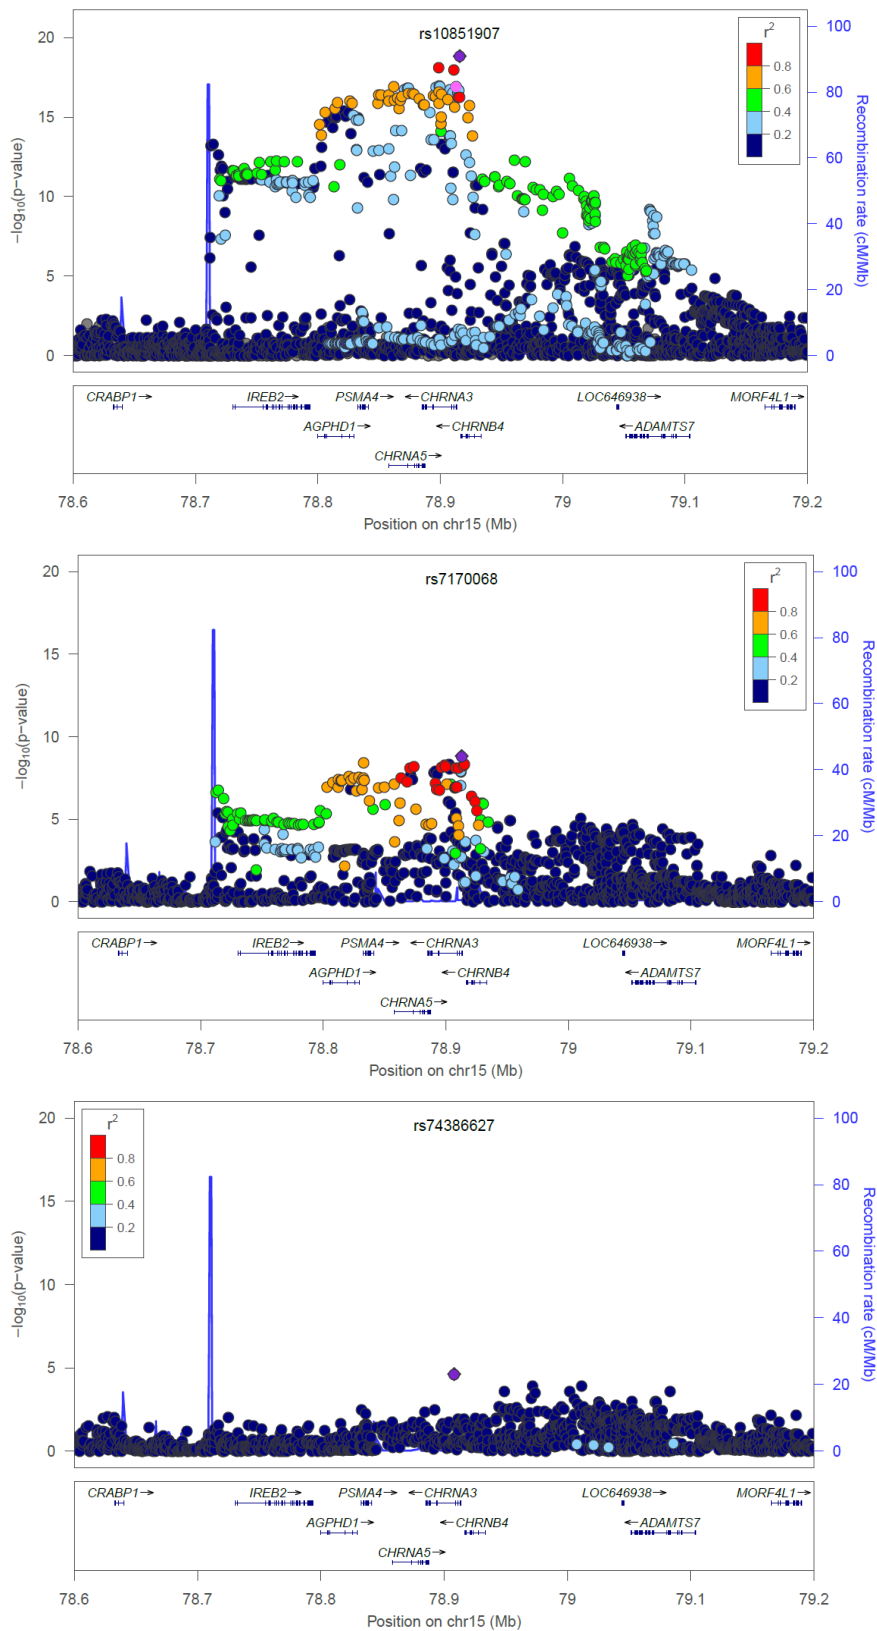 rs10851907
r²
0.8
0.6
0.4
0.2
20
15
10
5
0
−log₁₀(p−value)
100
80
60
40
20
0
Recombination rate (cM/Mb)
CRABP1→
IREB2→
PSMA4→
←CHRNA3
LOC646938→
MORF4L1→
AGPHD1→
←CHRNB4
←ADAMTS7
CHRNA5→
78.6 78.7 78.8 78.9 79 79.1 79.2
Position on chr15 (Mb)
rs7170068
r²
0.8
0.6
0.4
0.2
20
15
10
5
0
−log₁₀(p−value)
100
80
60
40
20
0
Recombination rate (cM/Mb)
CRABP1→
IREB2→
PSMA4→
←CHRNA3
LOC646938→
MORF4L1→
AGPHD1→
←CHRNB4
←ADAMTS7
CHRNA5→
78.6 78.7 78.8 78.9 79 79.1 79.2
Position on chr15 (Mb)
rs74386627
r²
0.8
0.6
0.4
0.2
20
15
10
5
0
−log₁₀(p−value)
100
80
60
40
20
0
Recombination rate (cM/Mb)
CRABP1→
IREB2→
PSMA4→
←CHRNA3
LOC646938→
MORF4L1→
AGPHD1→
←CHRNB4
←ADAMTS7
CHRNA5→
78.6 78.7 78.8 78.9 79 79.1 79.2
Position on chr15 (Mb)